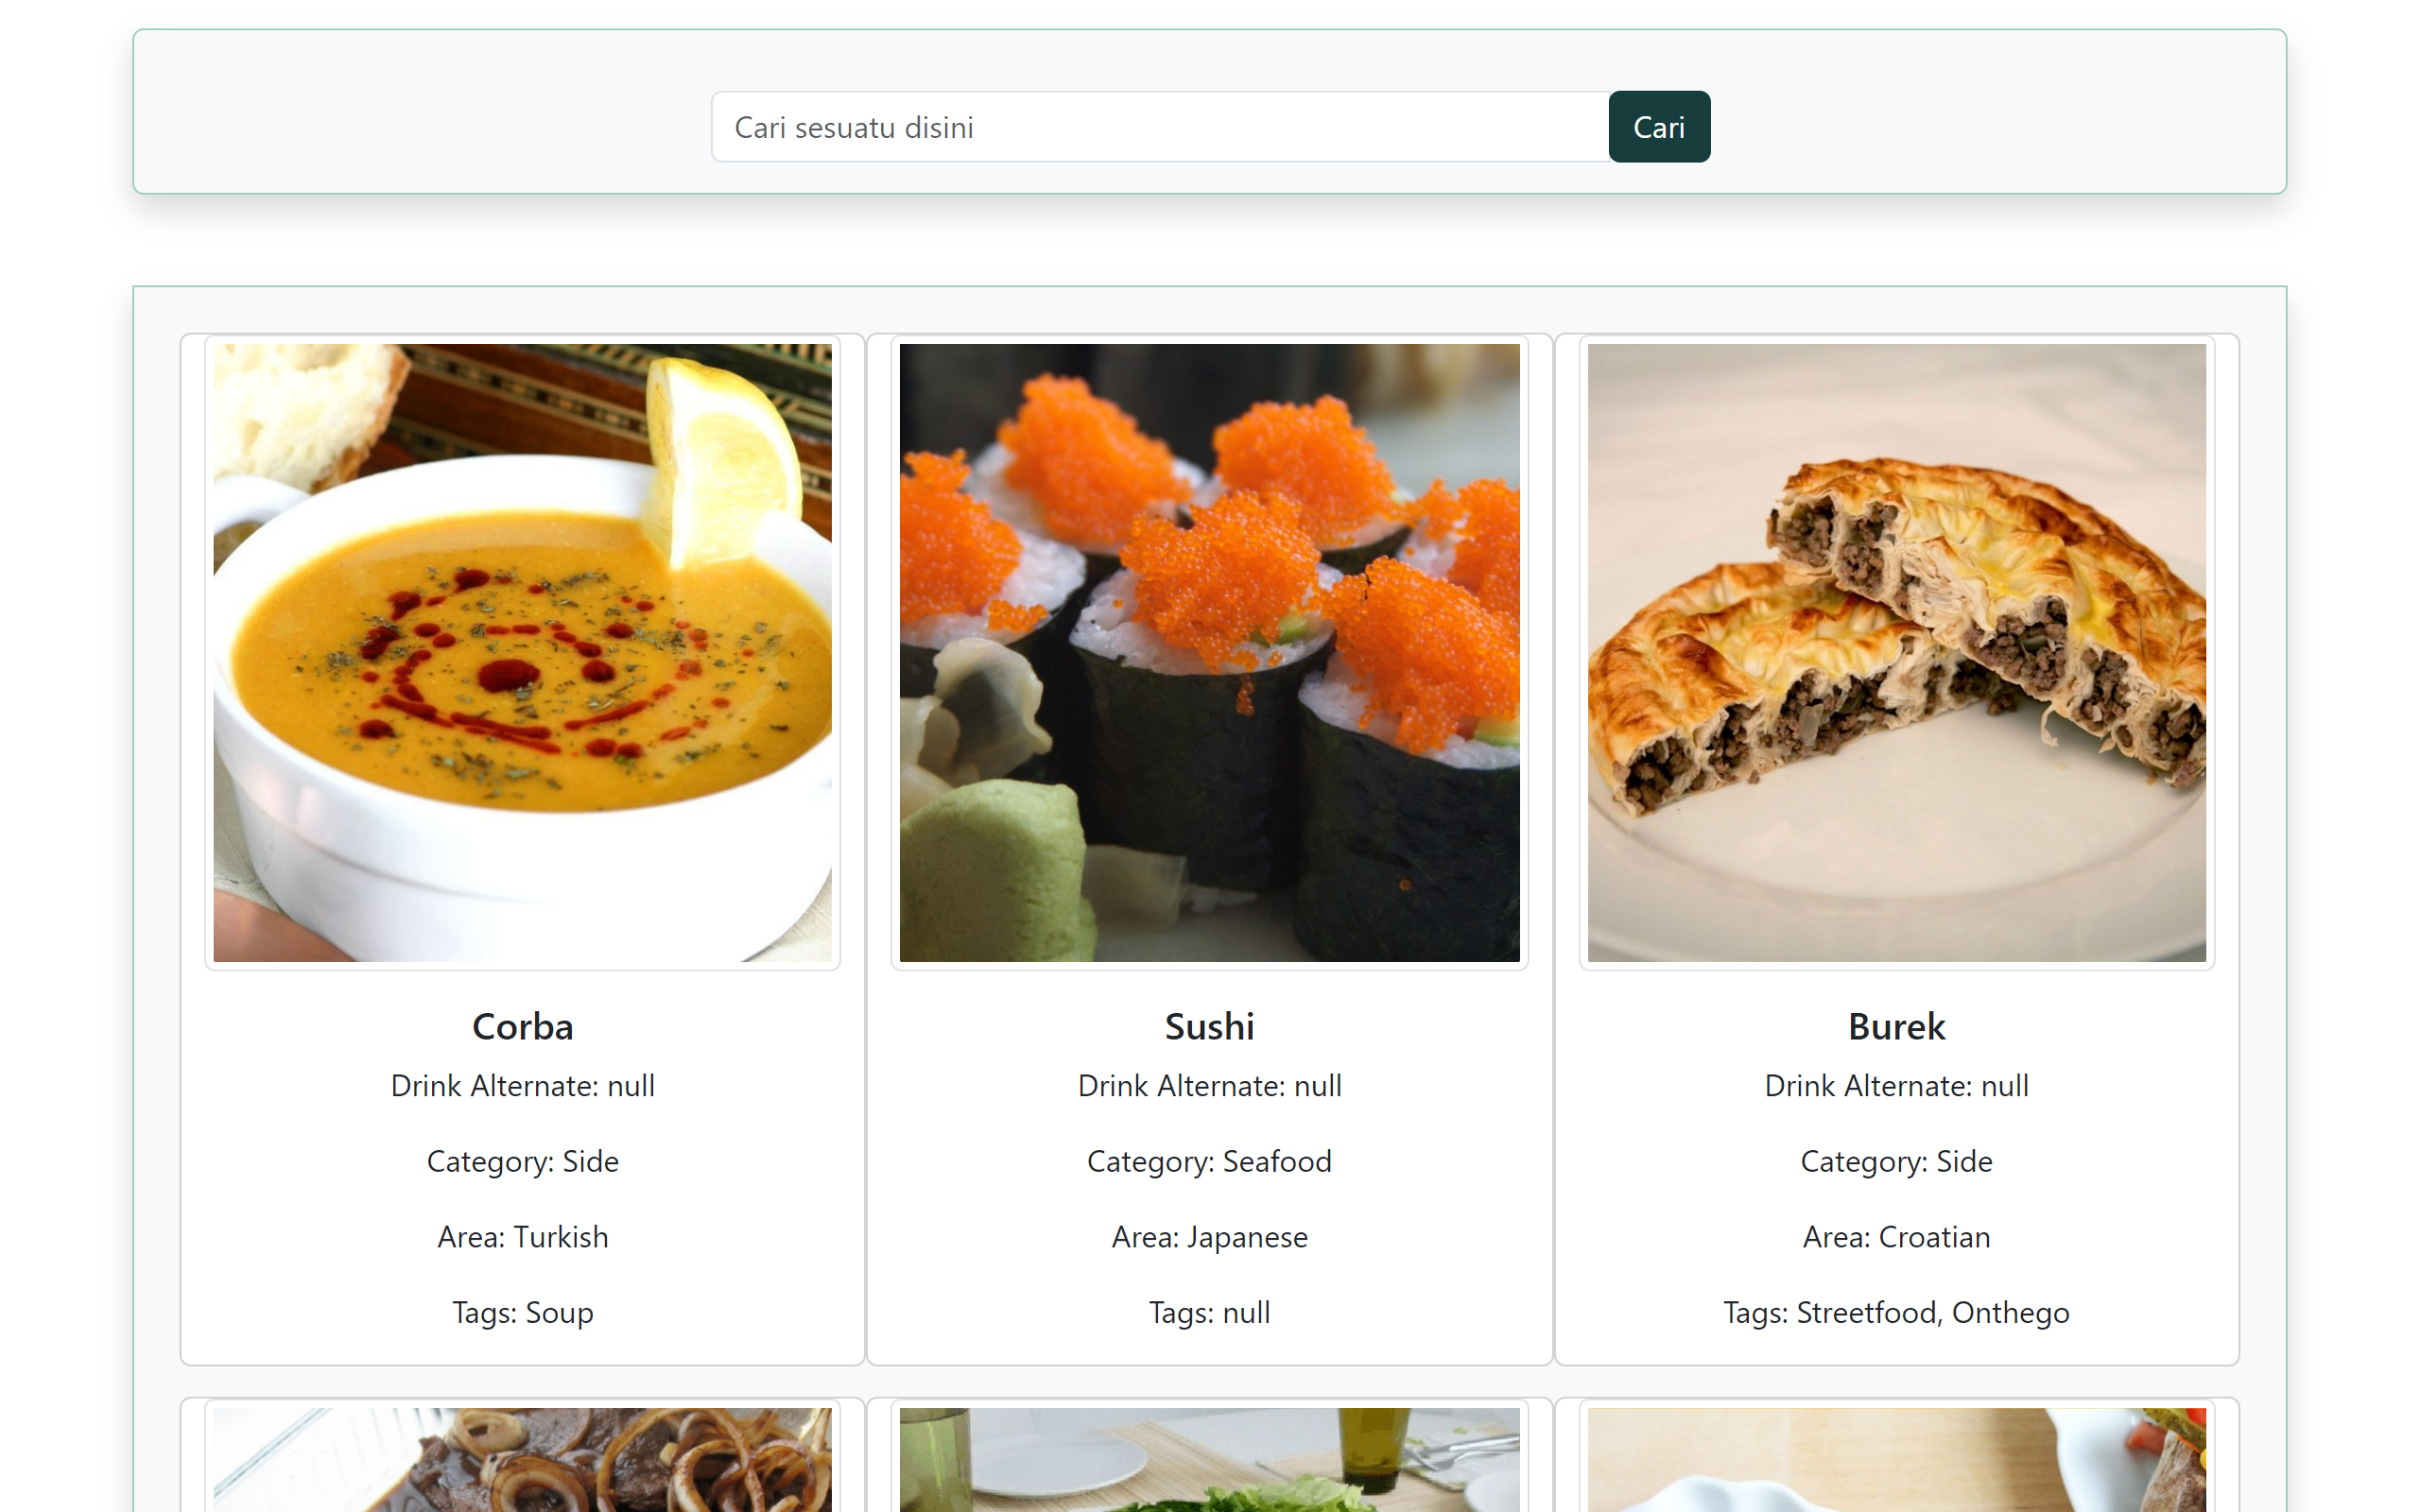 Cari sesuatu disini
Cari
Corba
Drink Alternate: null
Category: Side
Area: Turkish
Tags: Soup
Sushi
Drink Alternate: null
Category: Seafood
Area: Japanese
Tags: null
Burek
Drink Alternate: null
Category: Side
Area: Croatian
Tags: Streetfood, Onthego